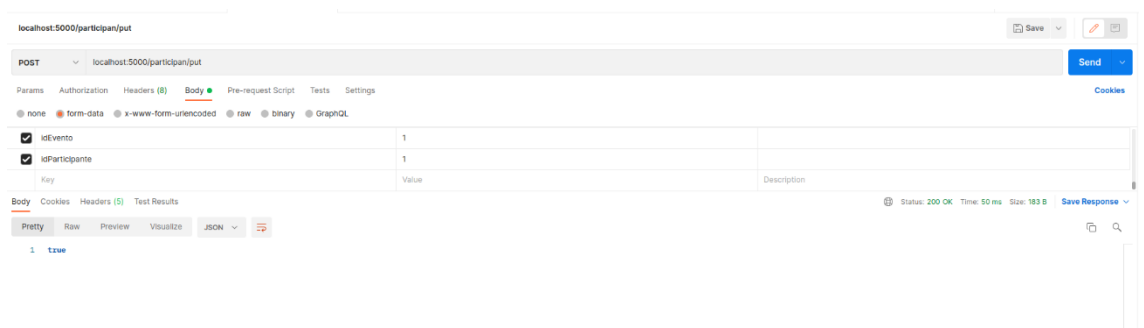 localhost:5000/participan/put Save
POST localhost:5000/participan/put Send
Params Authorization Headers (8) Body Pre-request Script Tests Settings Cookies
none form-data x-www-form-urlencoded raw binary GraphQL
idEvento 1
idParticipante 1
Key Value Description
Body Cookies Headers (5) Test Results Status: 200 OK Time: 50 ms Size: 183 B Save Response
Pretty Raw Preview Visualize JSON
1 true